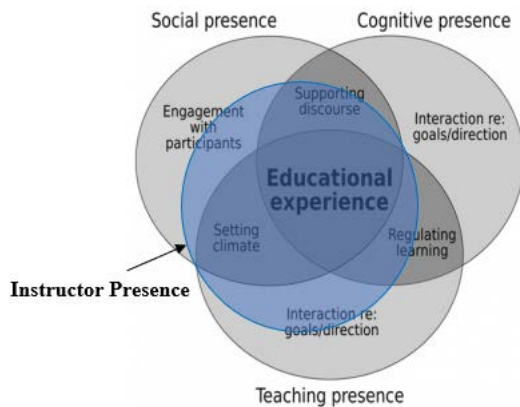 Social presence
Cognitive presence
Supporting
discourse
Engagement
with
participants
Interaction re:
goals/direction
Educational
experience
Setting
climate
Regulating
learning
Instructor Presence
Interaction re:
goals/direction
Teaching presence